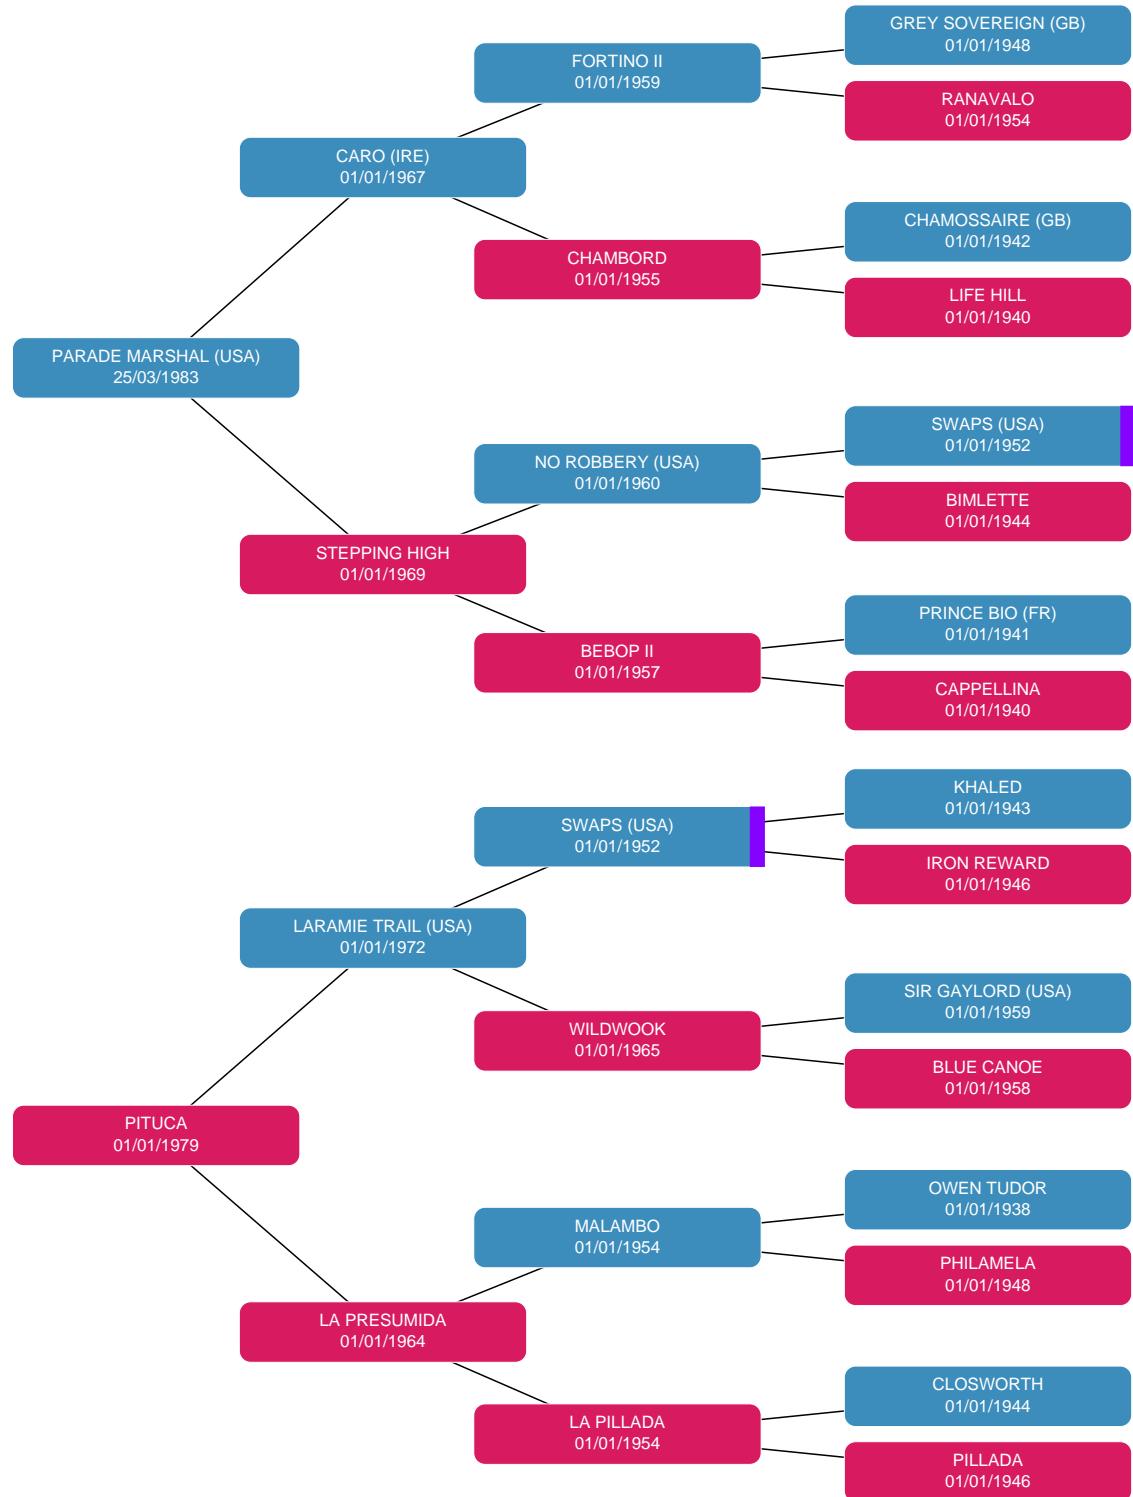 GREY SOVEREIGN (GB)
01/01/1948
FORTINO II
01/01/1959
RANAVALO
01/01/1954
CARO (IRE)
01/01/1967
CHAMOSSAIRE (GB)
01/01/1942
CHAMBORD
01/01/1955
LIFE HILL
01/01/1940
PARADE MARSHAL (USA)
25/03/1983
SWAPS (USA)
01/01/1952
NO ROBBERY (USA)
01/01/1960
BIMLETTE
01/01/1944
STEPPING HIGH
01/01/1969
PRINCE BIO (FR)
01/01/1941
BEBOP II
01/01/1957
CAPPELLINA
01/01/1940
KHALED
01/01/1943
SWAPS (USA)
01/01/1952
IRON REWARD
01/01/1946
LARAMIE TRAIL (USA)
01/01/1972
SIR GAYLORD (USA)
01/01/1959
WILDWOOK
01/01/1965
BLUE CANOE
01/01/1958
PITUCA
01/01/1979
OWEN TUDOR
01/01/1938
MALAMBO
01/01/1954
PHILAMELA
01/01/1948
LA PRESUMIDA
01/01/1964
CLOSWORTH
01/01/1944
LA PILLADA
01/01/1954
PILLADA
01/01/1946